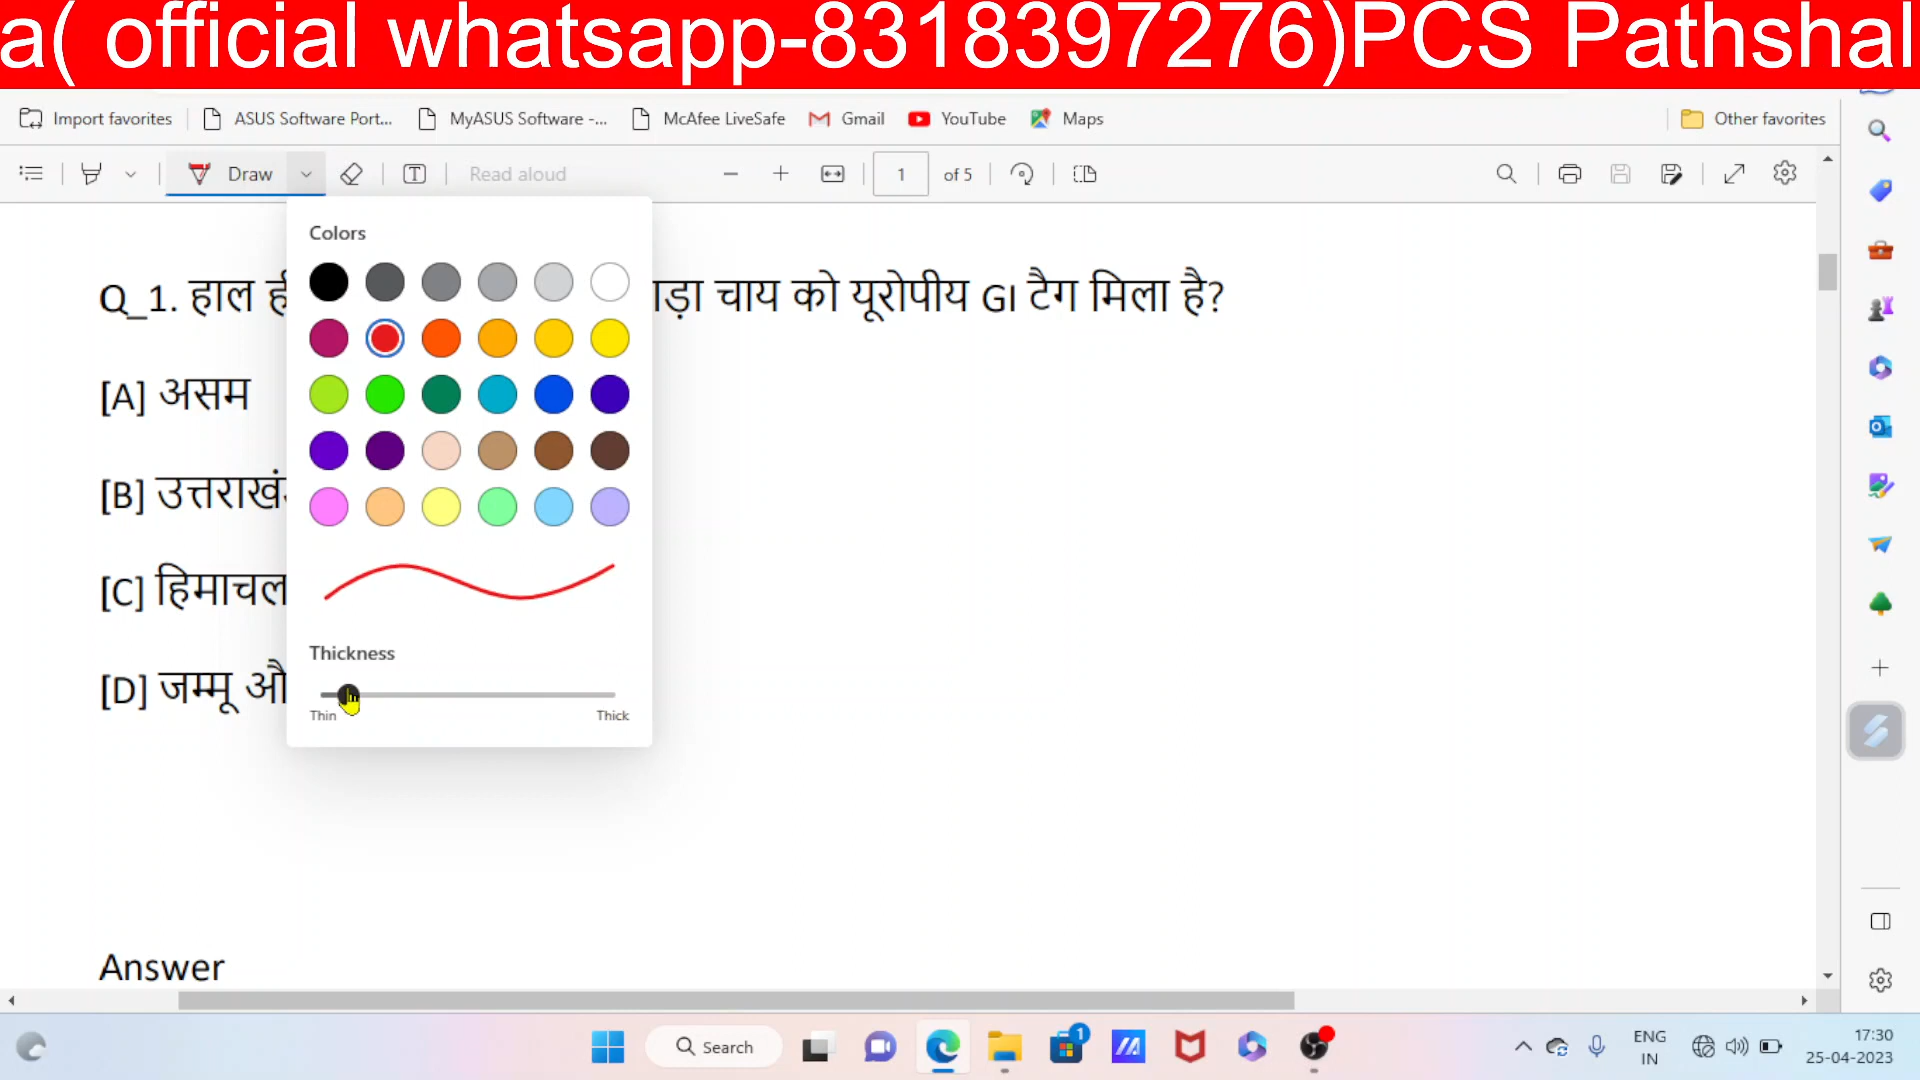 a( official whatsapp-8318397276)PCS Pathshal
Import favorites ASUS Software Port... MyASUS Software -... McAfee LiveSafe Gmail YouTube Maps Other favorites
Draw Read aloud 1 of 5
Colors
Q_1. हाल ही ाड़ा चाय को यूरोपीय GI टैग मिला है?
[A] असम
[B] उत्तराखं
[C] हिमाचल
Thickness
[D] जम्मू औ
Thin Thick
Answer
Search 1 ENG 17:30
IN 25-04-2023